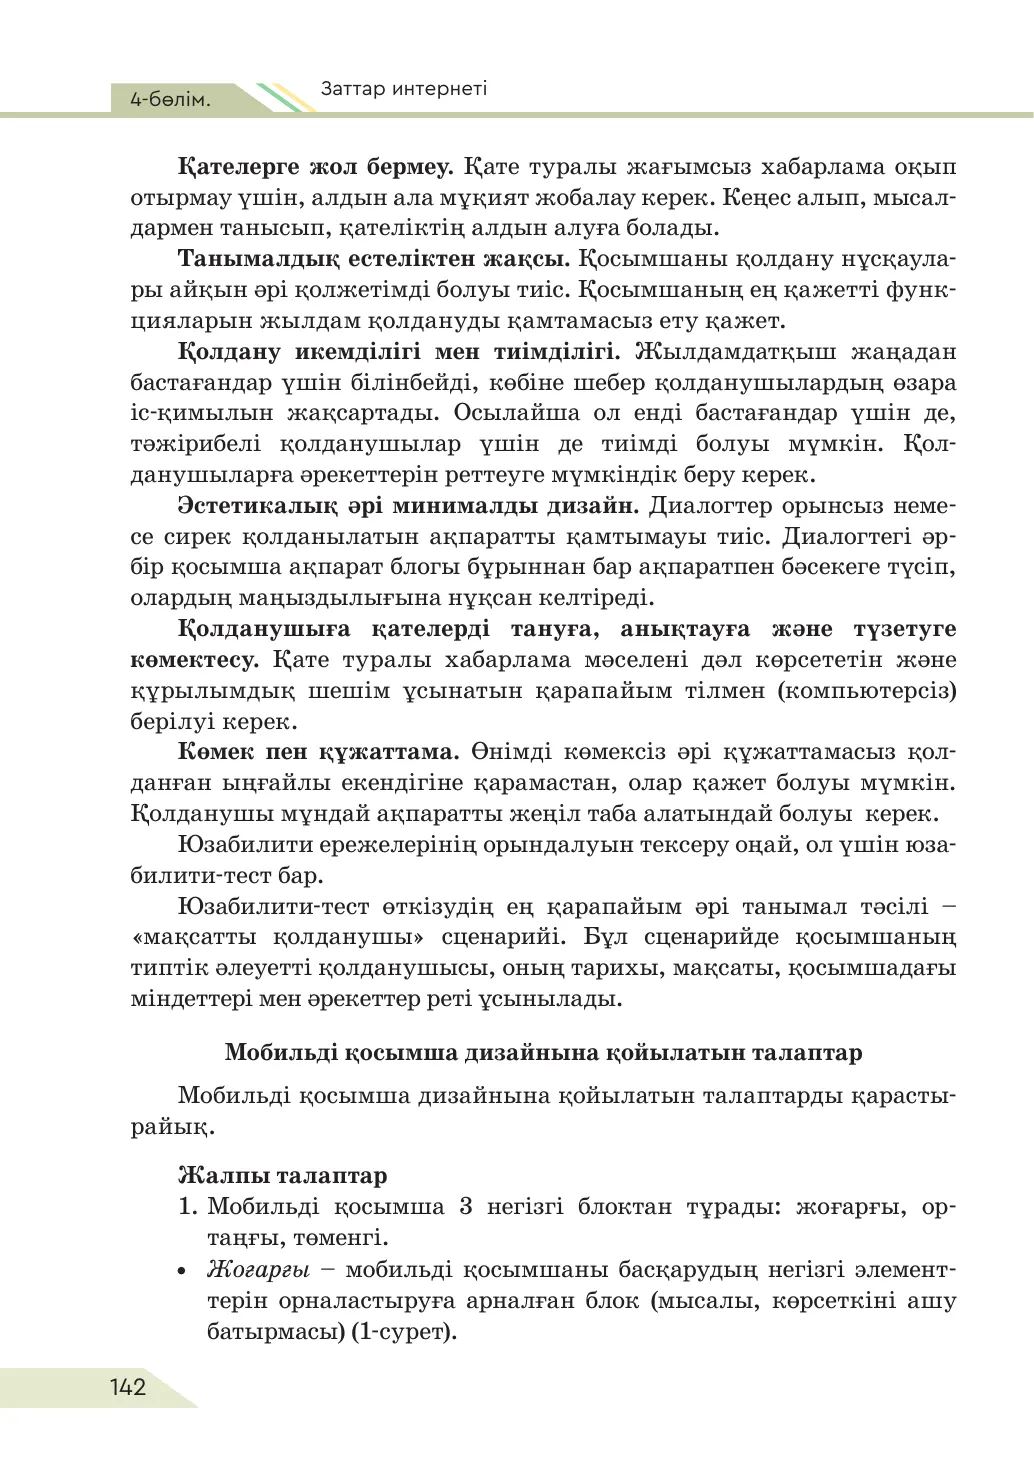 4-бөлім.
Заттар интернеті
Қателерге жол бермеу. Қате туралы жағымсыз хабарлама оқып
отырмау үшін, алдын ала мұқият жобалау керек. Кеңес алып, мысал-
дармен танысып, қателіктің алдын алуға болады.
Танымалдық естеліктен жақсы. Қосымшаны қолдану нұсқаула-
ры айқын әрі қолжетімді болуы тиіс. Қосымшаның ең қажетті функ-
цияларын жылдам қолдануды қамтамасыз ету қажет.
Қолдану икемділігі мен тиімділігі. Жылдамдатқыш жаңадан
бастағандар үшін білінбейді, көбіне шебер қолданушылардың өзара
іс-қимылын жақсартады. Осылайша ол енді бастағандар үшін де,
тәжірибелі қолданушылар үшін де тиімді болуы мүмкін. Қол-
данушыларға әрекеттерін реттеуге мүмкіндік беру керек.
Эстетикалық әрі минималды дизайн. Диалогтер орынсыз неме-
се сирек қолданылатын ақпаратты қамтымауы тиіс. Диалогтегі әр-
бір қосымша ақпарат блогы бұрыннан бар ақпаратпен бәсекеге түсіп,
олардың маңыздылығына нұқсан келтіреді.
Қолданушыға қателерді тануға, анықтауға және түзетуге
көмектесу. Қате туралы хабарлама мәселені дәл көрсететін және
құрылымдық шешім ұсынатын қарапайым тілмен (компьютерсіз)
берілуі керек.
Көмек пен құжаттама. Өнімді көмексіз әрі құжаттамасыз қол-
данған ыңғайлы екендігіне қарамастан, олар қажет болуы мүмкін.
Қолданушы мұндай ақпаратты жеңіл таба алатындай болуы керек.
Юзабилити ережелерінің орындалуын тексеру оңай, ол үшін юза-
билити-тест бар.
Юзабилити-тест өткізудің ең қарапайым әрі танымал тәсілі –
«мақсатты қолданушы» сценарийі. Бұл сценарийде қосымшаның
типтік әлеуетті қолданушысы, оның тарихы, мақсаты, қосымшадағы
міндеттері мен әрекеттер реті ұсынылады.
Мобильді қосымша дизайнына қойылатын талаптар
Мобильді қосымша дизайнына қойылатын талаптарды қарасты-
райық.
Жалпы талаптар
1. Мобильді қосымша 3 негізгі блоктан тұрады: жоғарғы, ор-
таңғы, төменгі.
• Жоғарғы – мобильді қосымшаны басқарудың негізгі элемент-
терін орналастыруға арналған блок (мысалы, көрсеткіні ашу
батырмасы) (1-сурет).
142